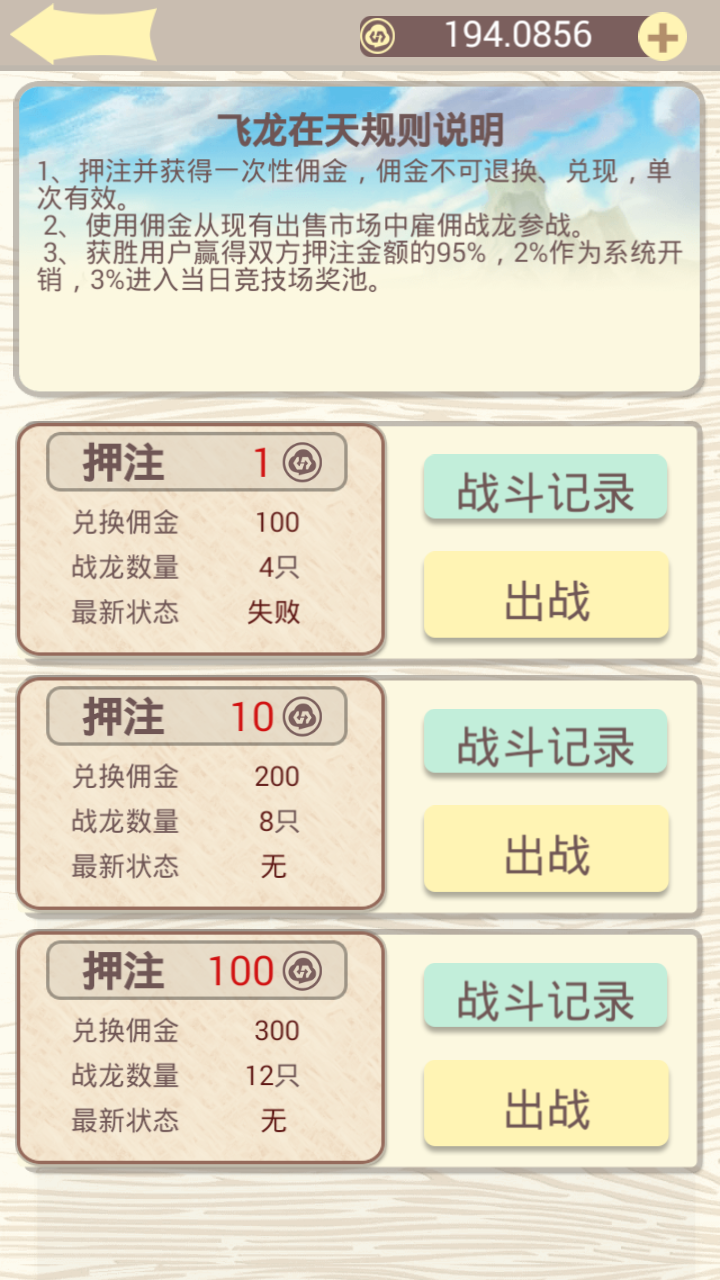 194.0856
飞龙在天规则说明
1、押注并获得一次性佣金，佣金不可退换、兑现，单
次有效。
2、使用佣金从现有出售市场中雇佣战龙参战。
3、获胜用户赢得双方押注金额的95%，2%作为系统开
销，3%进入当日竞技场奖池。
押注 1
兑换佣金 100
战龙数量 4只
最新状态 失败
战斗记录
出战
押注 10
兑换佣金 200
战龙数量 8只
最新状态 无
战斗记录
出战
押注 100
兑换佣金 300
战龙数量 12只
最新状态 无
战斗记录
出战